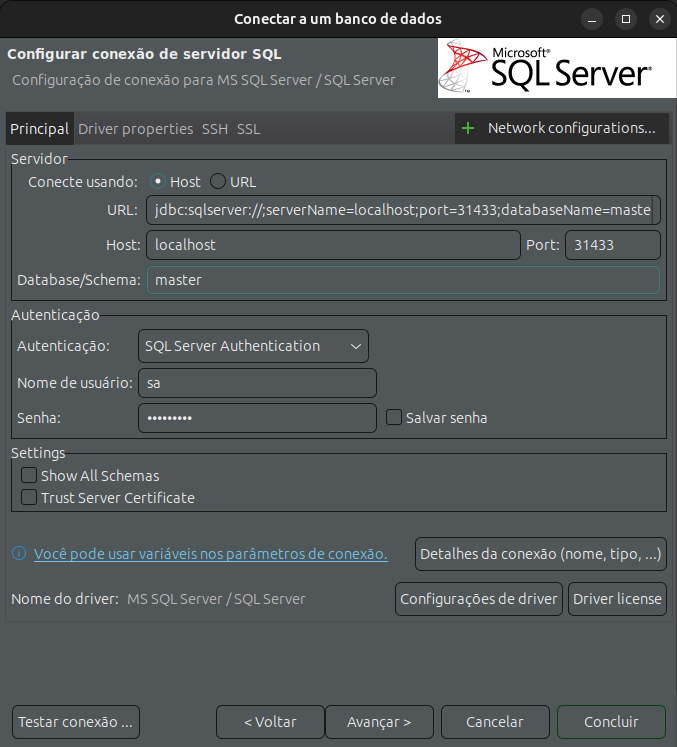 Conectar a um banco de dados
Configurar conexão de servidor SQL
Configuração de conexão para MS SQL Server / SQL Server
Microsoft®
SQL Server®
Principal Driver properties SSH SSL Network configurations...
Servidor
Conecte usando: Host URL
URL: jdbc:sqlserver://;serverName=localhost;port=31433;databaseName=maste
Host: localhost Port: 31433
Database/Schema: master
Autenticação
Autenticação: SQL Server Authentication
Nome de usuário: sa
Senha: ••••••••• Salvar senha
Settings
Show All Schemas
Trust Server Certificate
Você pode usar variáveis nos parâmetros de conexão. Detalhes da conexão (nome, tipo, ...)
Nome do driver: MS SQL Server / SQL Server Configurações de driver Driver license
Testar conexão ... < Voltar Avançar > Cancelar Concluir